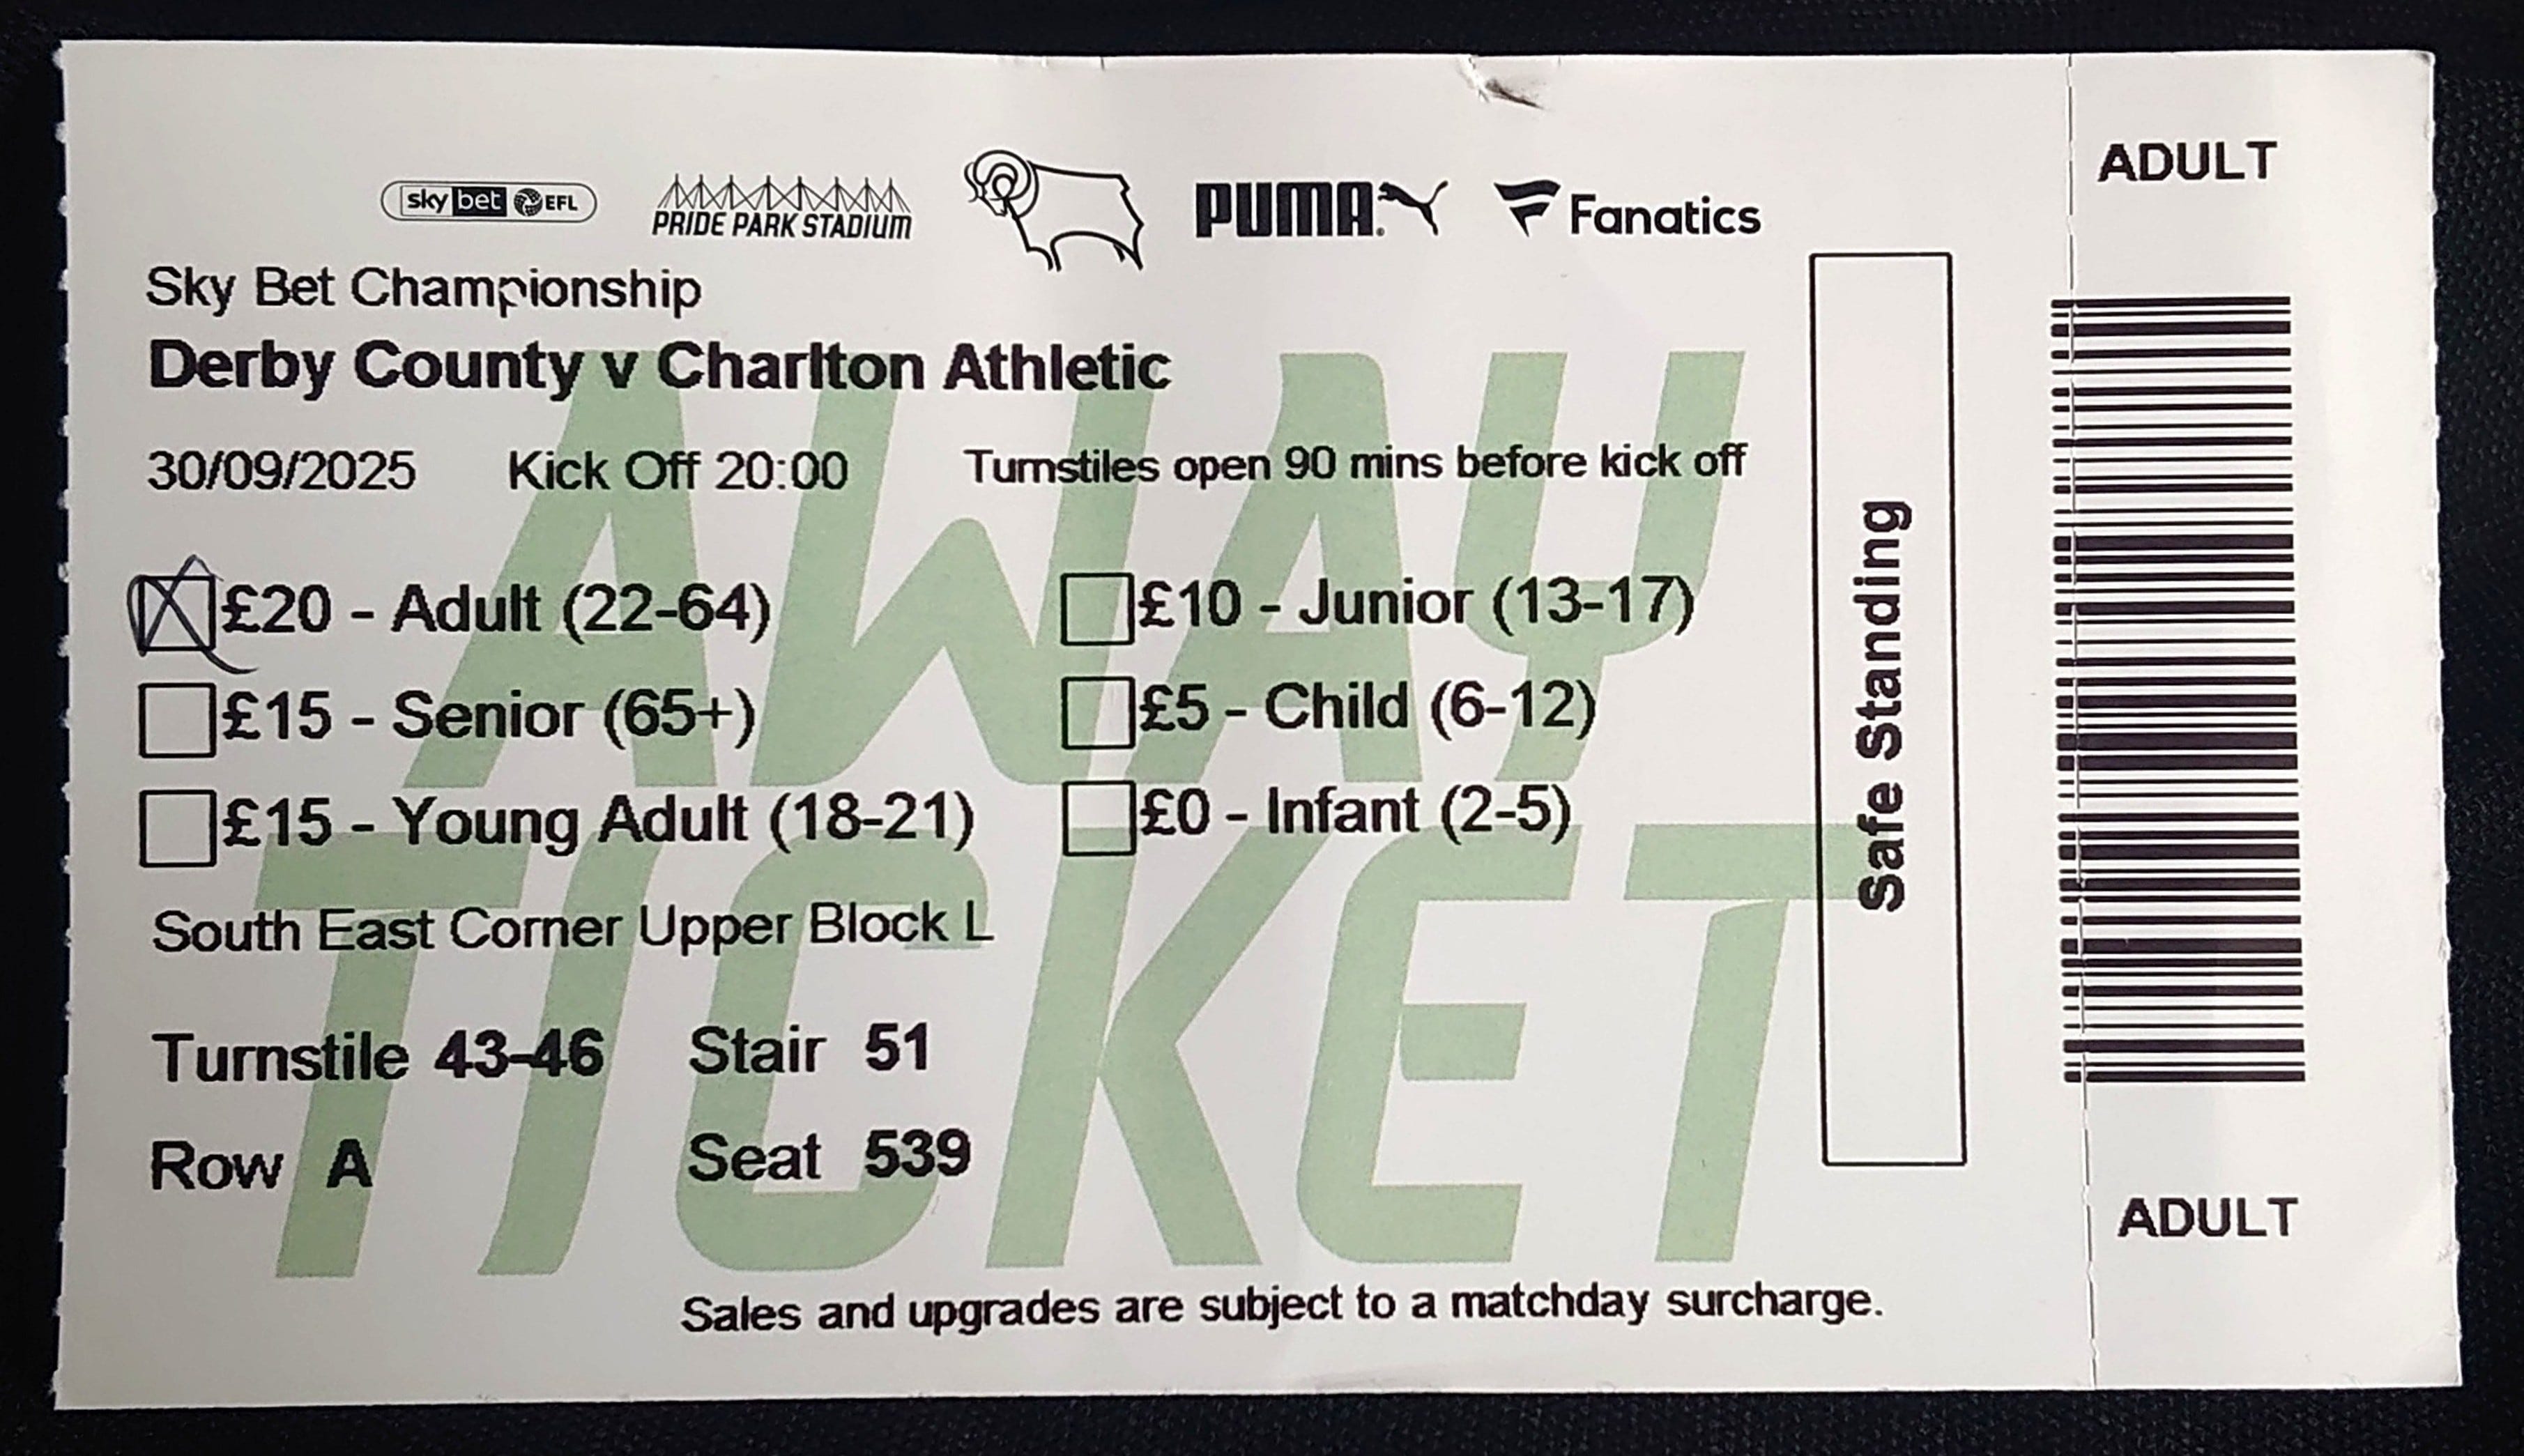 sky bet EFL
PRIDE PARK STADIUM
PUMA
Fanatics
Sky Bet Championship
Derby County v Charlton Athletic
30/09/2025 Kick Off 20:00 Turnstiles open 90 mins before kick off
£20 - Adult (22-64)
£15 - Senior (65+)
£15 - Young Adult (18-21)
£10 - Junior (13-17)
£5 - Child (6-12)
£0 - Infant (2-5)
South East Corner Upper Block L
Turnstile 43-46 Stair 51
Row A Seat 539
Sales and upgrades are subject to a matchday surcharge.
AWAY
TICKET
Safe Standing
ADULT
ADULT